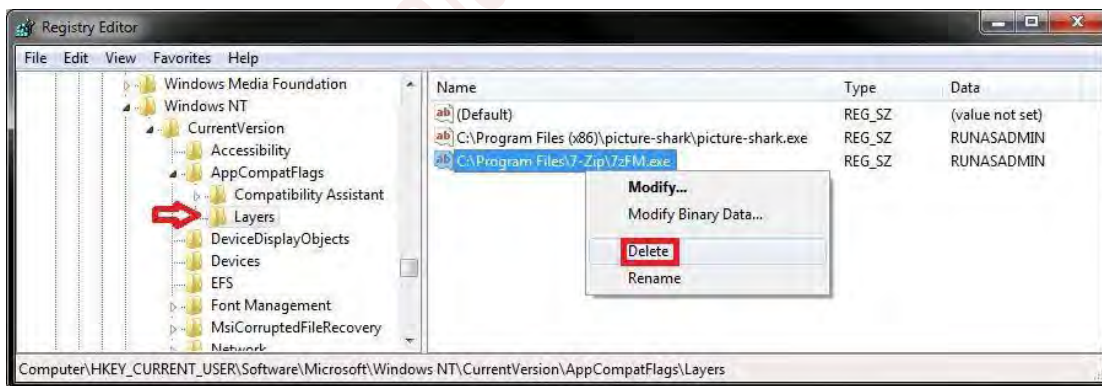 Registry Editor
File Edit View Favorites Help
Windows Media Foundation
Windows NT
CurrentVersion
Accessibility
AppCompatFlags
Compatibility Assistant
Layers
DeviceDisplayObjects
Devices
EFS
Font Management
MsiCorruptedFileRecovery
Network
Name Type Data
(Default) REG_SZ (value not set)
C:\Program Files (x86)\picture-shark\picture-shark.exe REG_SZ RUNASADMIN
C:\Program Files\7-Zip\7zFM.exe REG_SZ RUNASADMIN
Modify...
Modify Binary Data...
Delete
Rename
Computer\HKEY_CURRENT_USER\Software\Microsoft\Windows NT\CurrentVersion\AppCompatFlags\Layers